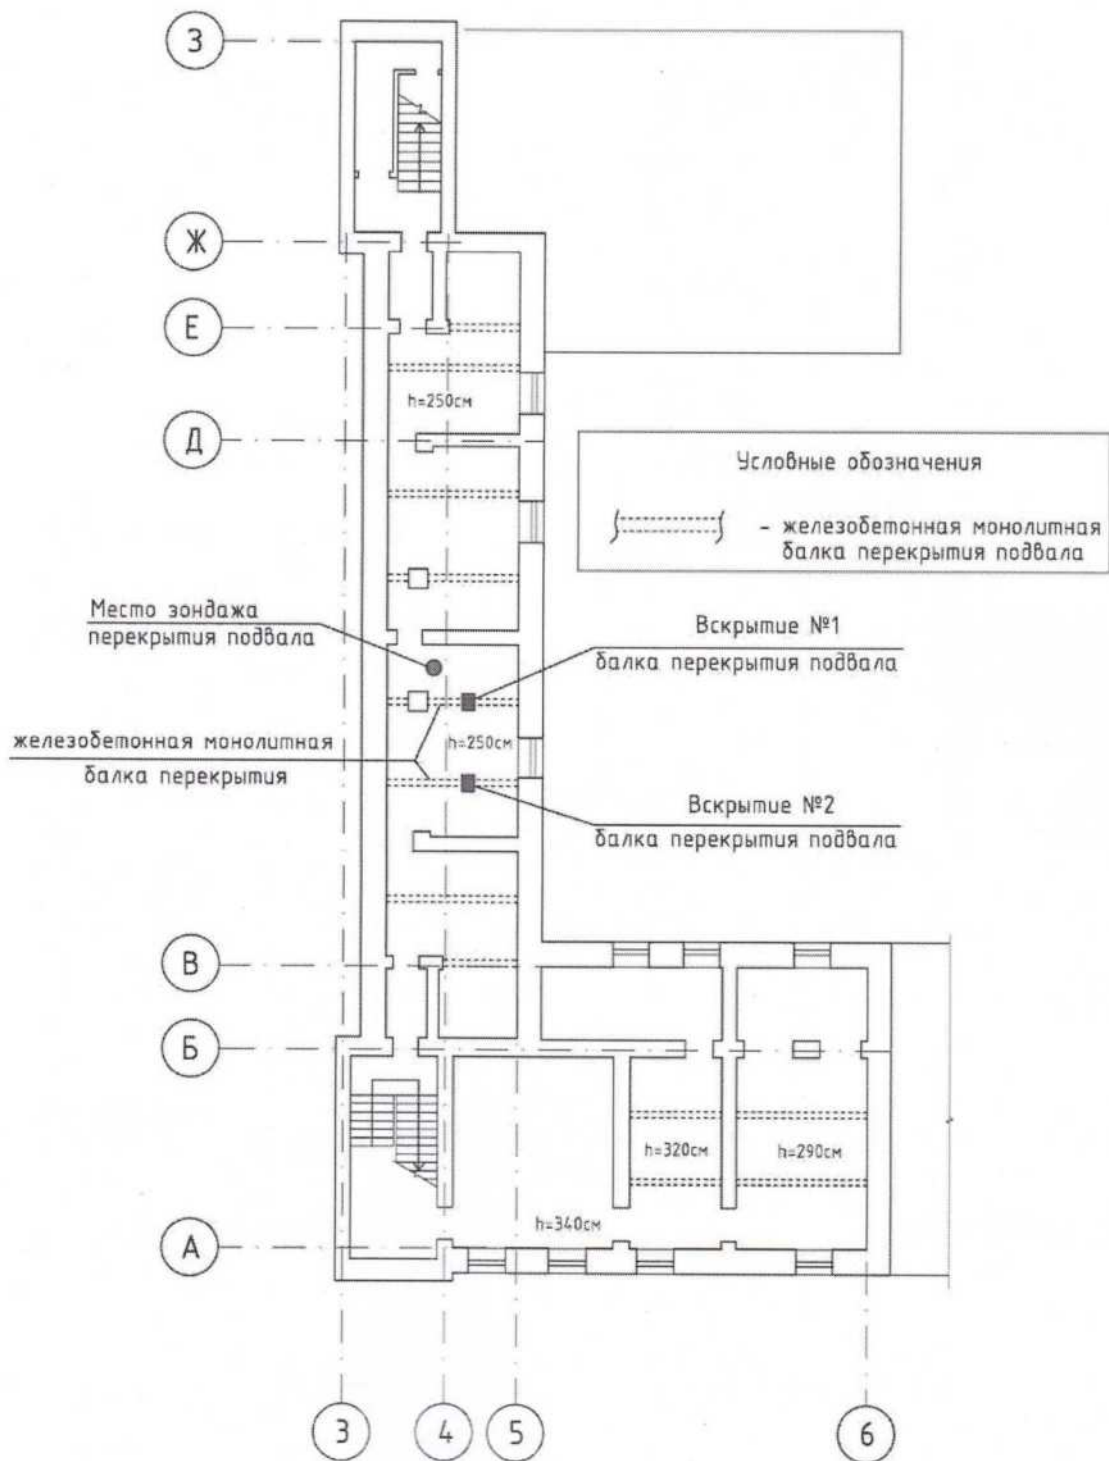 З
Ж
Е
h=250см
Д
Условные обозначения
- железобетонная монолитная
балка перекрытия подвала
Место зондажа
перекрытия подвала
Вскрытие №1
балка перекрытия подвала
железобетонная монолитная
балка перекрытия
h=250см
Вскрытие №2
балка перекрытия подвала
В
Б
h=320см
h=290см
h=340см
А
3
4
5
6